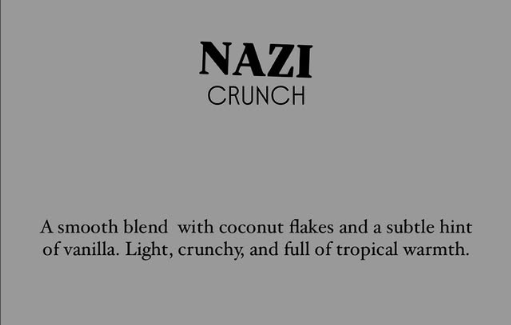 NAZI
CRUNCH
A smooth blend with coconut flakes and a subtle hint
of vanilla. Light, crunchy, and full of tropical warmth.